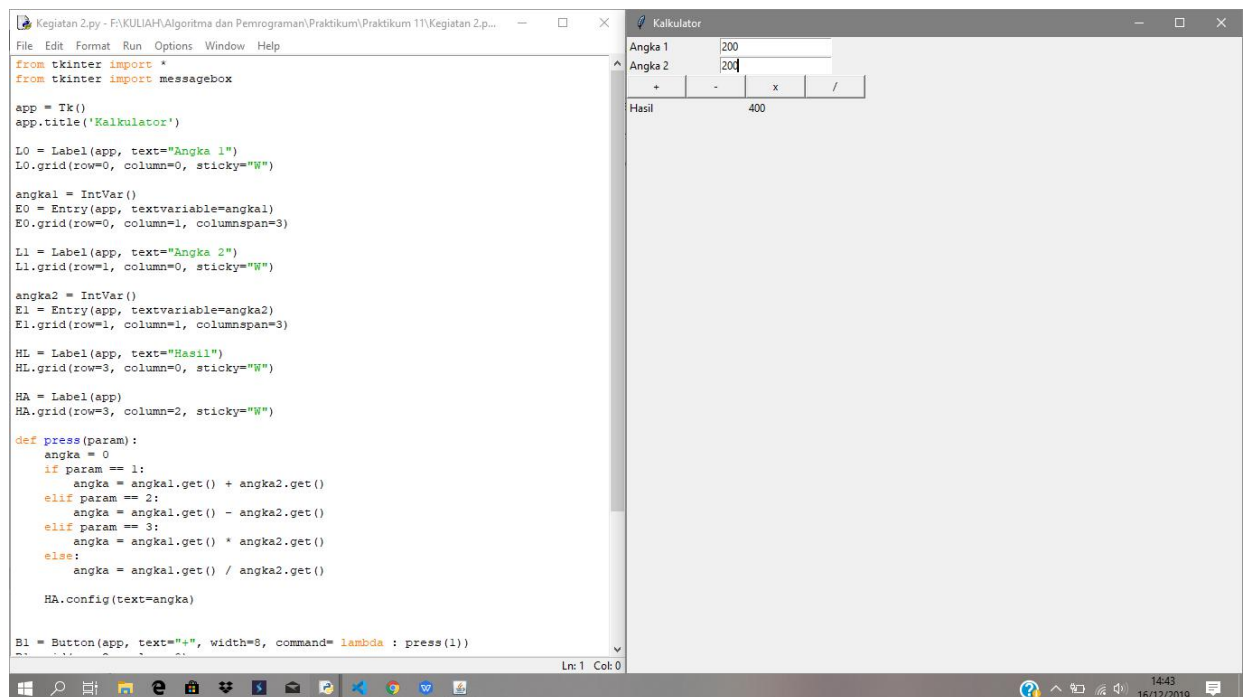 Kegiatan 2.py - F:\KULIAH\Algoritma dan Pemrograman\Praktikum\Praktikum 11\Kegiatan 2.p...
File Edit Format Run Options Window Help
from tkinter import *
from tkinter import messagebox
app = Tk()
app.title('Kalkulator')
L0 = Label(app, text="Angka 1")
L0.grid(row=0, column=0, sticky="W")
angka1 = IntVar()
E0 = Entry(app, textvariable=angka1)
E0.grid(row=0, column=1, columnspan=3)
L1 = Label(app, text="Angka 2")
L1.grid(row=1, column=0, sticky="W")
angka2 = IntVar()
E1 = Entry(app, textvariable=angka2)
E1.grid(row=1, column=1, columnspan=3)
HL = Label(app, text="Hasil")
HL.grid(row=3, column=0, sticky="W")
HA = Label(app)
HA.grid(row=3, column=2, sticky="W")
def press(param):
    angka = 0
    if param == 1:
        angka = angka1.get() + angka2.get()
    elif param == 2:
        angka = angka1.get() - angka2.get()
    elif param == 3:
        angka = angka1.get() * angka2.get()
    else:
        angka = angka1.get() / angka2.get()
    HA.config(text=angka)
B1 = Button(app, text="+", width=8, command= lambda : press(1))
Ln: 1 Col: 0
Kalkulator
Angka 1 200
Angka 2 200
+ - x /
Hasil 400
14:43
16/12/2019